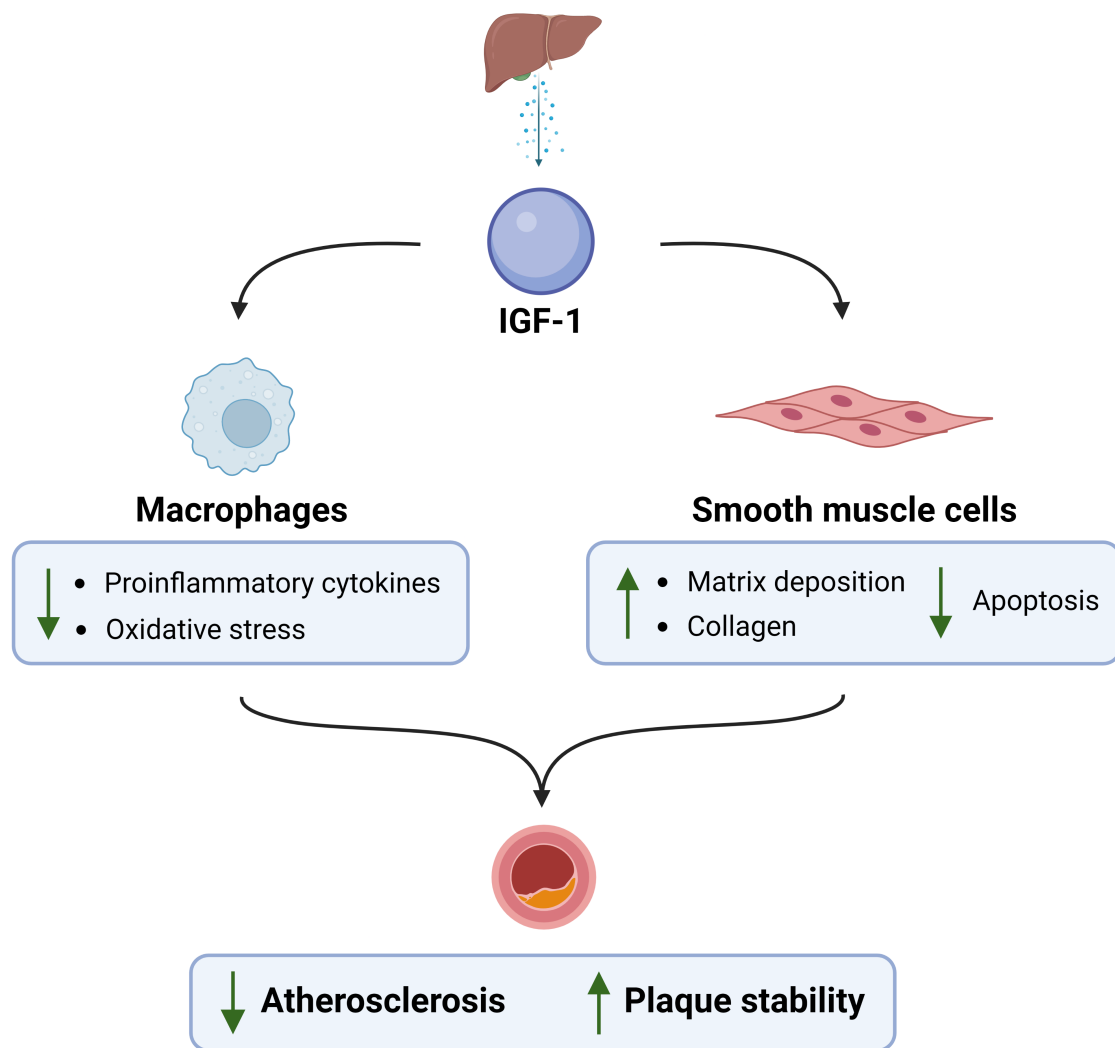 IGF-1
Macrophages
• Proinflammatory cytokines
• Oxidative stress
Smooth muscle cells
• Matrix deposition
• Collagen
Apoptosis
Atherosclerosis
Plaque stability